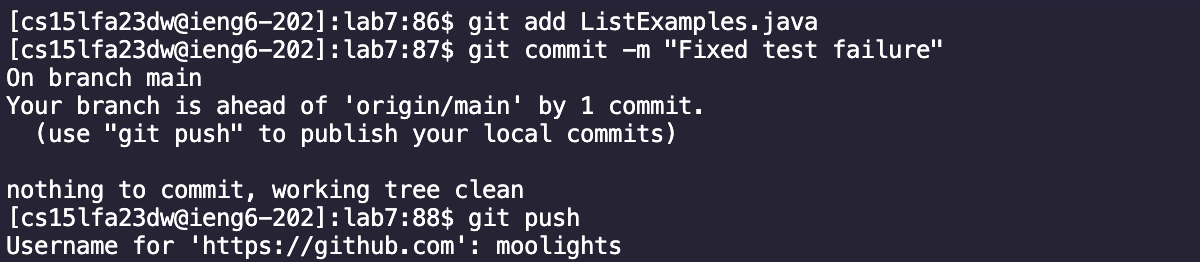 [cs15lfa23dw@ieng6-202]:lab7:86$ git add ListExamples.java
[cs15lfa23dw@ieng6-202]:lab7:87$ git commit -m "Fixed test failure"
On branch main
Your branch is ahead of 'origin/main' by 1 commit.
  (use "git push" to publish your local commits)

nothing to commit, working tree clean
[cs15lfa23dw@ieng6-202]:lab7:88$ git push
Username for 'https://github.com': moolights